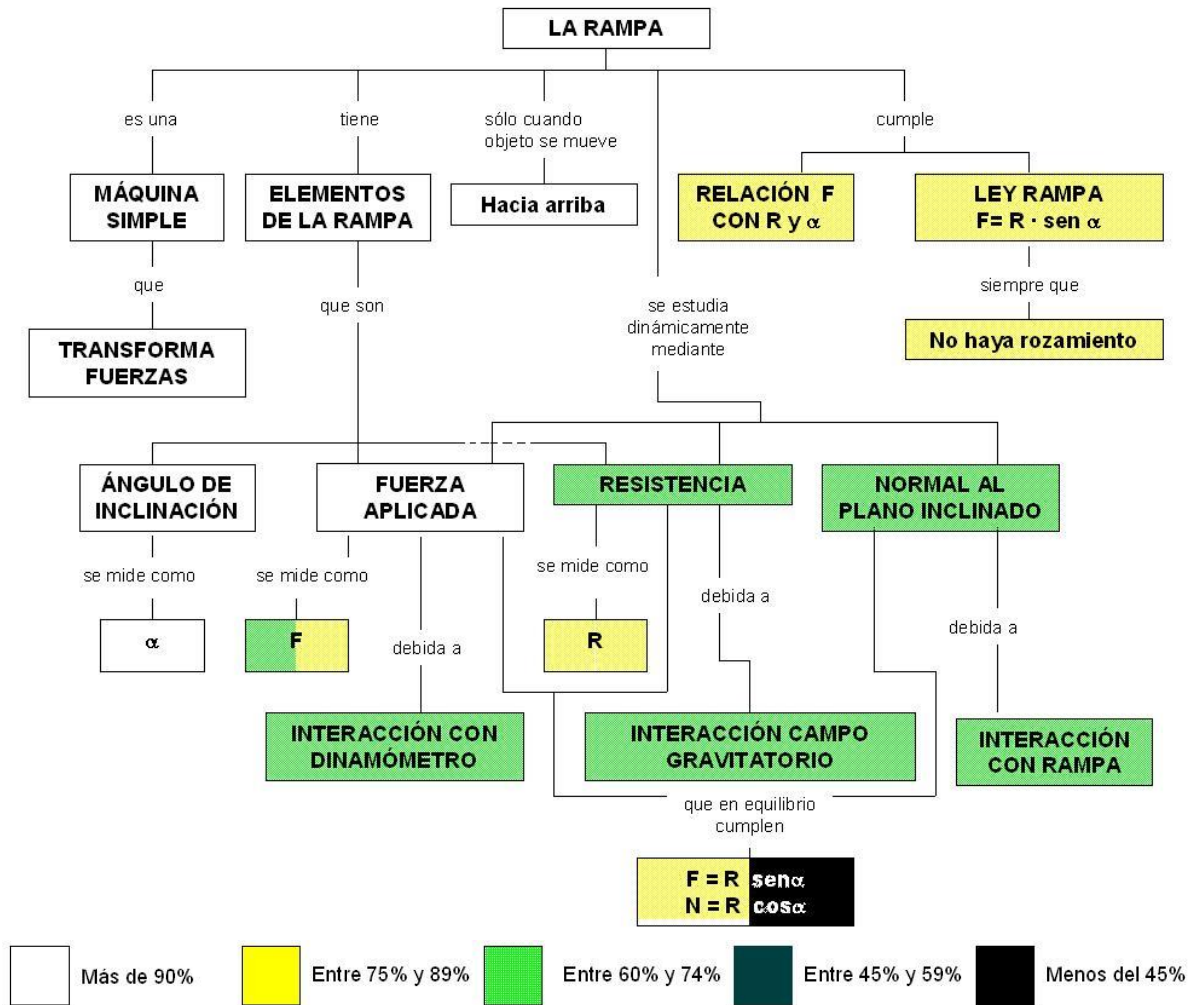 LA RAMPA
es una
tiene
sólo cuando
objeto se mueve
cumple
MÁQUINA
SIMPLE
ELEMENTOS
DE LA RAMPA
Hacia arriba
RELACIÓN F
CON R y α
LEY RAMPA
F= R · sen α
que
que son
se estudia
dinámicamente
mediante
siempre que
TRANSFORMA
FUERZAS
No haya rozamiento
ÁNGULO DE
INCLINACIÓN
FUERZA
APLICADA
RESISTENCIA
NORMAL AL
PLANO INCLINADO
se mide como
se mide como
se mide como
debida a
α
F
debida a
R
debida a
INTERACCIÓN CON
DINAMÓMETRO
INTERACCIÓN CAMPO
GRAVITATORIO
INTERACCIÓN
CON RAMPA
que en equilibrio
cumplen
F = R senα
N = R cosα
Más de 90%
Entre 75% y 89%
Entre 60% y 74%
Entre 45% y 59%
Menos del 45%